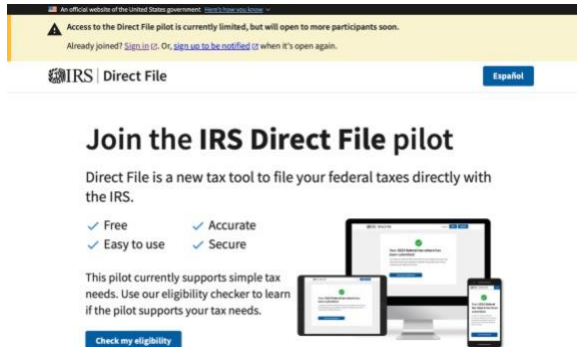 An official website of the United States government Here's how you know
Access to the Direct File pilot is currently limited, but will open to more participants soon.
Already joined? Sign in. Or, sign up to be notified when it's open again.
IRS | Direct File
Español
Join the IRS Direct File pilot
Direct File is a new tax tool to file your federal taxes directly with
the IRS.
Free
Accurate
Easy to use
Secure
This pilot currently supports simple tax
needs. Use our eligibility checker to learn
if the pilot supports your tax needs.
Check my eligibility